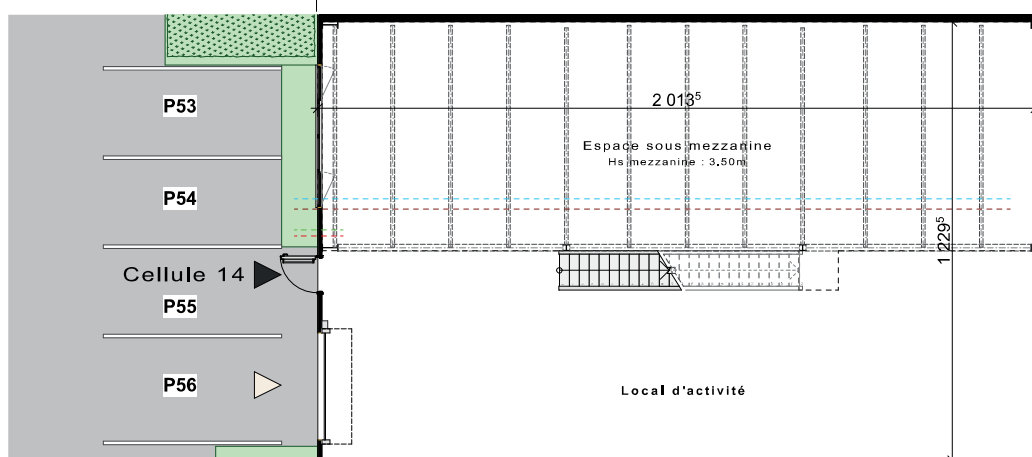 P53
2 013⁵
Espace sous mezzanine
Hs mezzanine : 3.50m
P54
1 229⁵
Cellule 14
P55
P56
Local d'activité